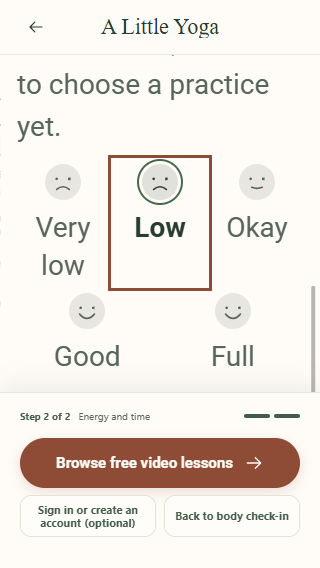 A Little Yoga
to choose a practice
yet.
Very low
Low
Okay
Good
Full
Step 2 of 2 Energy and time
Browse free video lessons
Sign in or create an
account (optional)
Back to body check-in